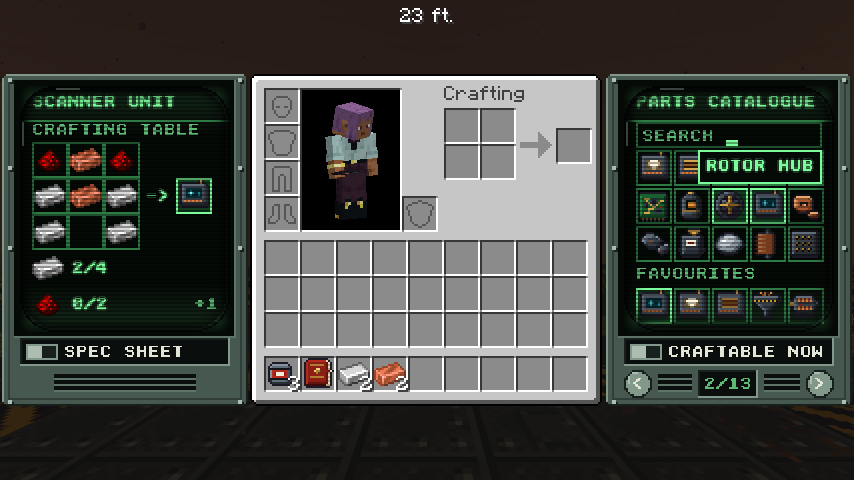 23 ft.
SCANNER UNIT
CRAFTING TABLE
2/4
0/2
+1
SPEC SHEET
Crafting
3
2
2
PARTS CATALOGUE
SEARCH
ROTOR HUB
FAVOURITES
CRAFTABLE NOW
2/13